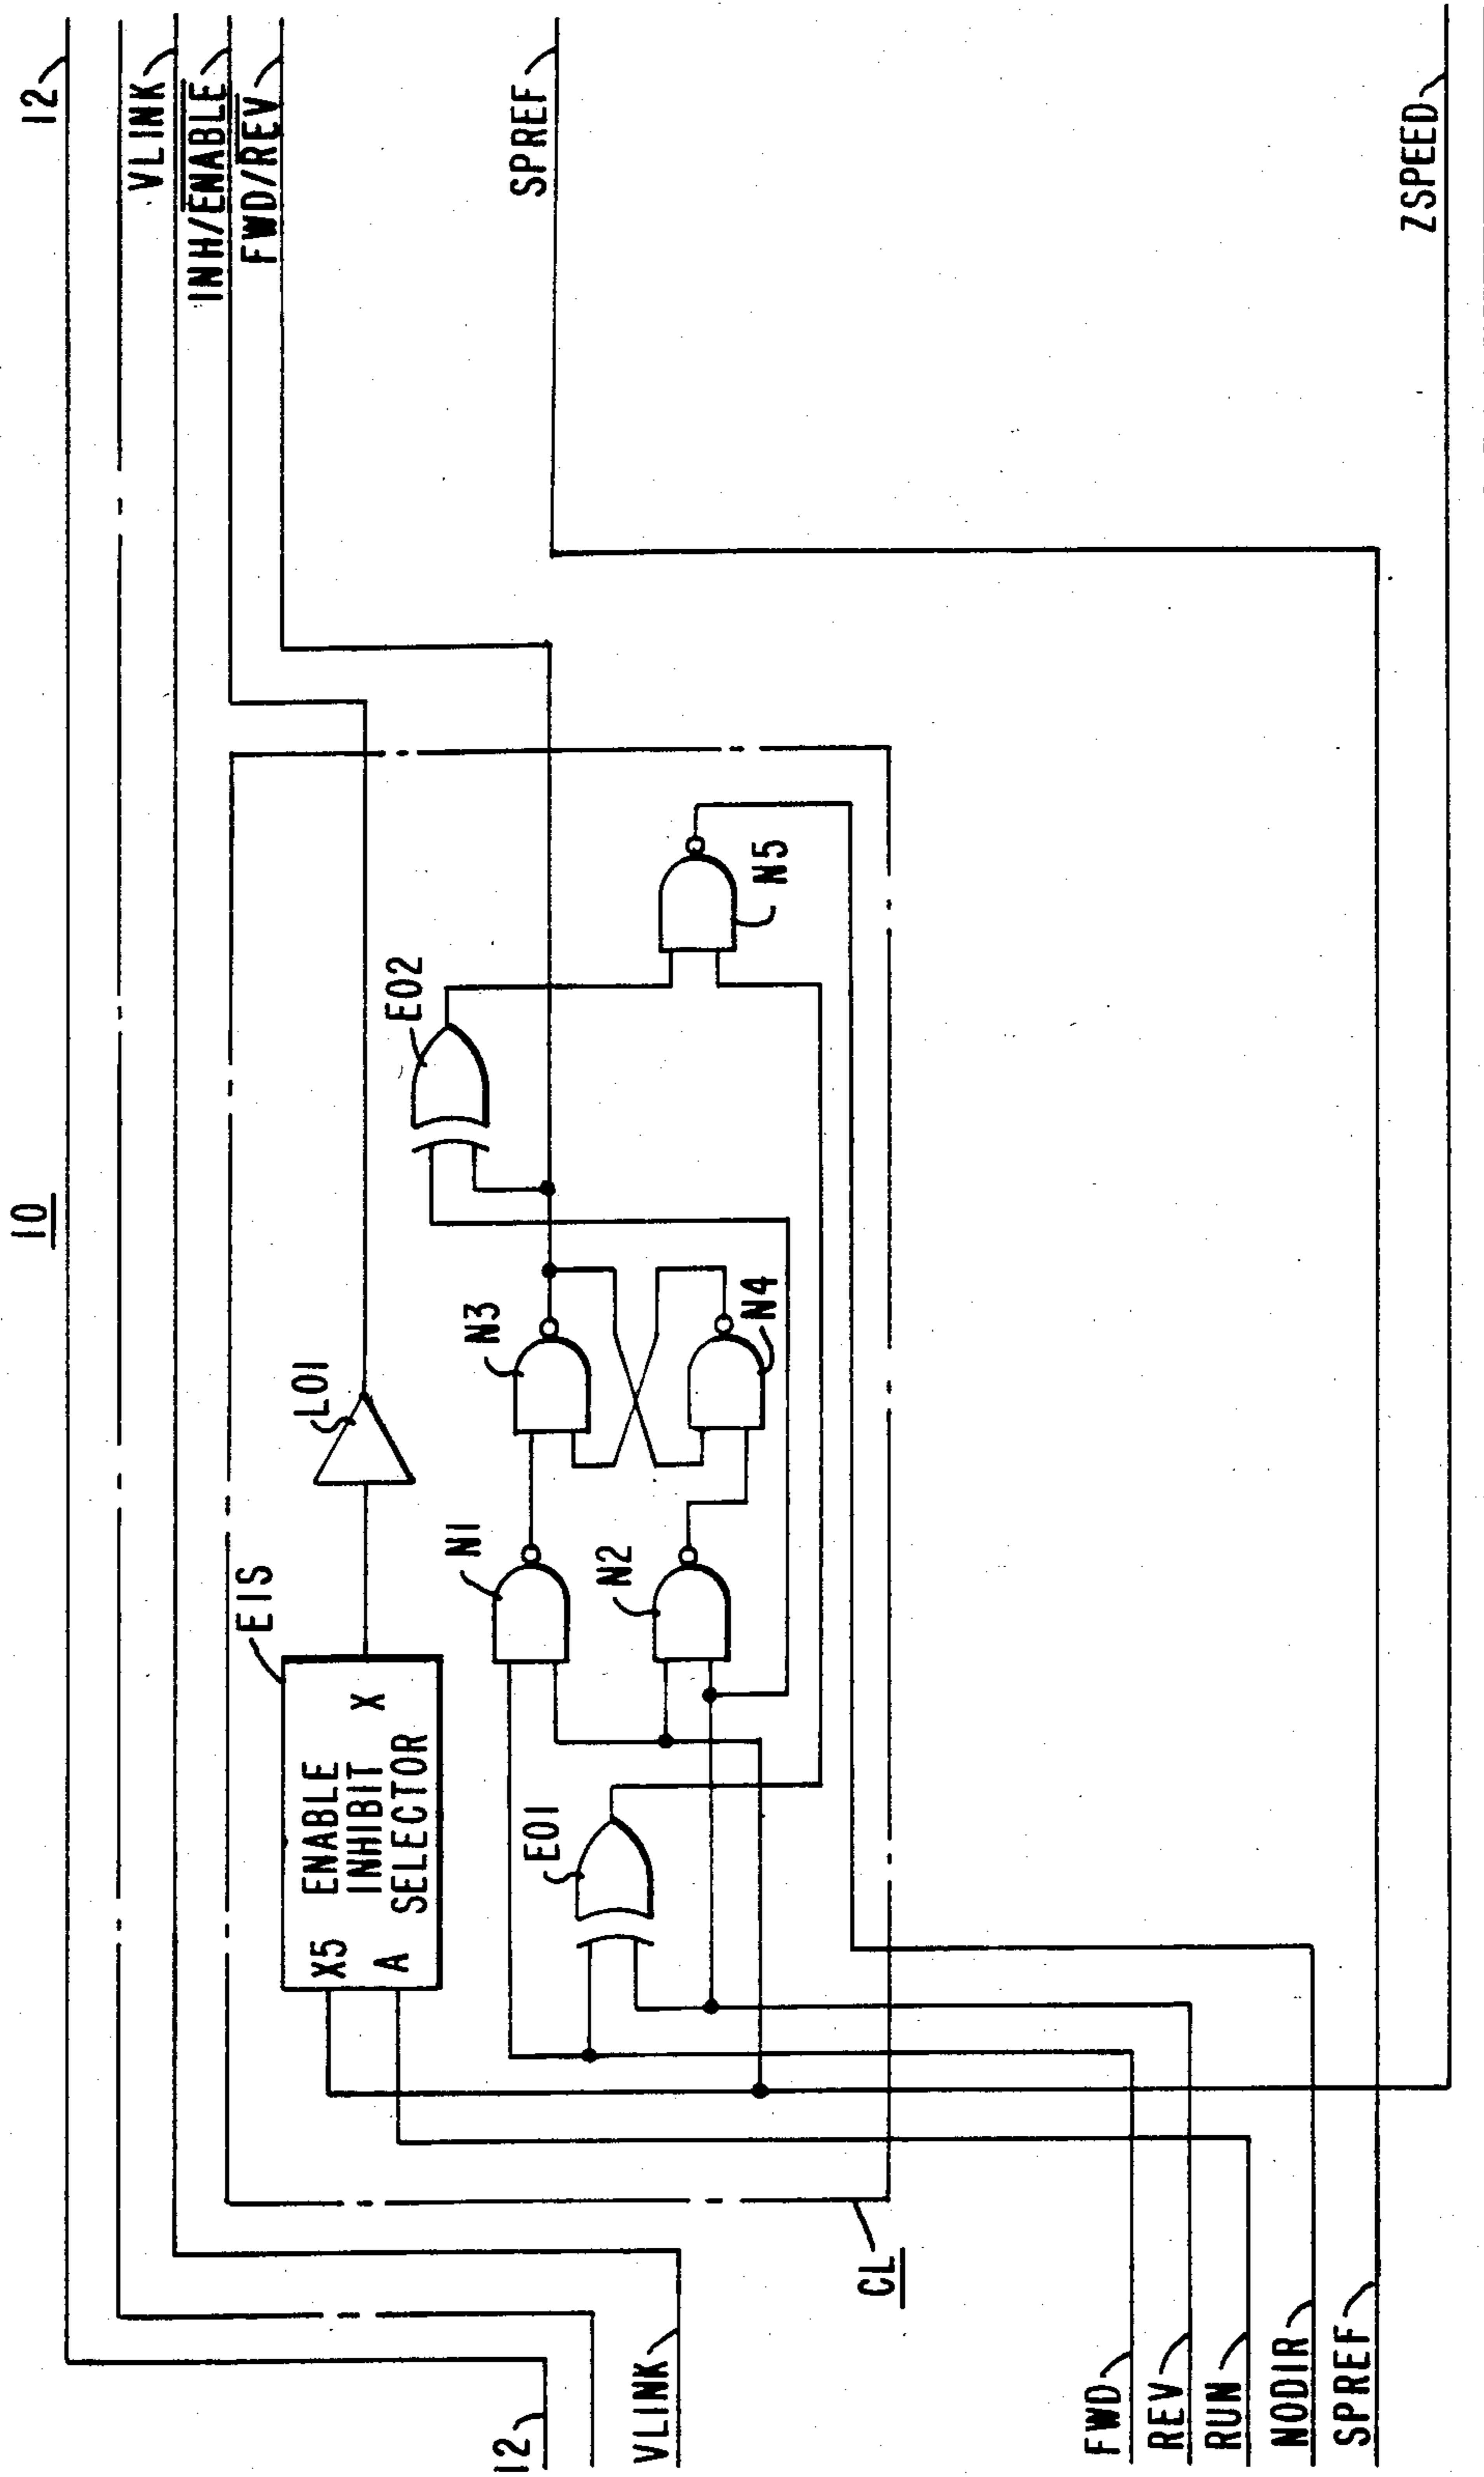 10
12
VLINK
INH/ENABLE
FWD/REV
SPREF
ZSPEED
EIS
ENABLE
INHIBIT
SELECTOR
X5
A
X
LO1
N1
N2
N3
N4
EO1
EO2
N5
CL
12
VLINK
FWD
REV
RUN
NODIR
SPREF